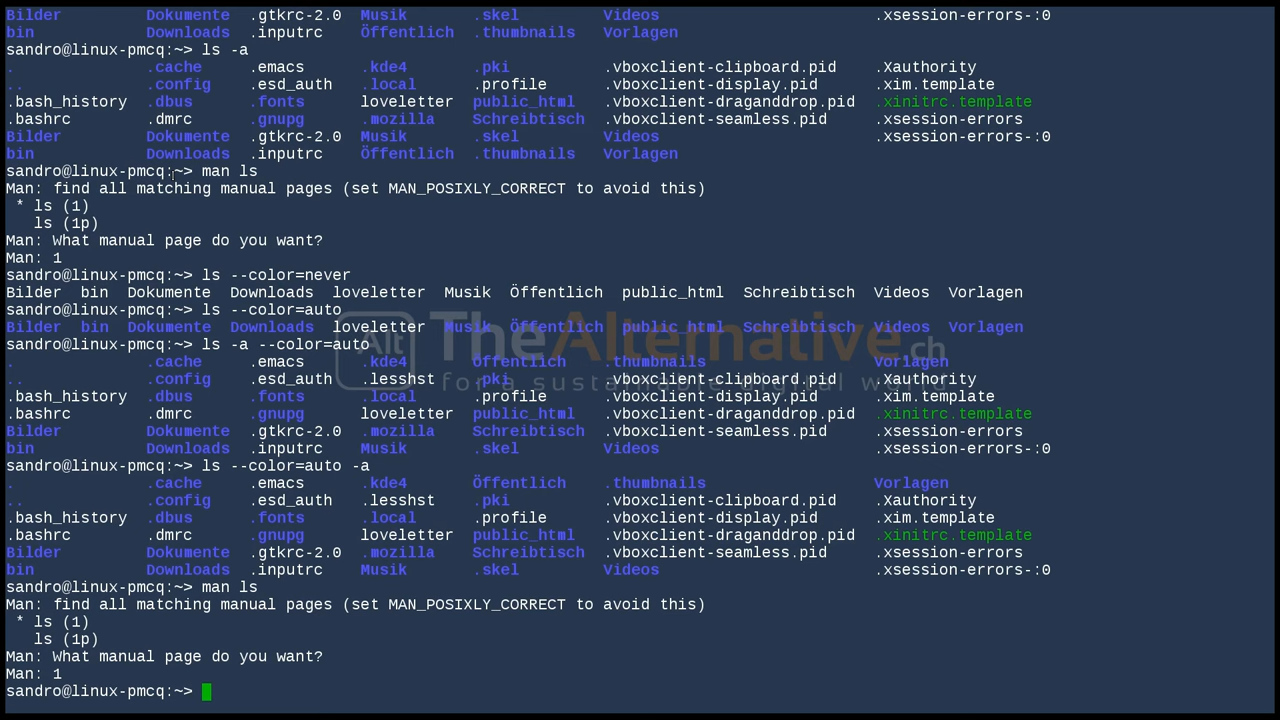 Bilder Dokumente .gtkrc-2.0 Musik .skel Videos .xsession-errors-:0
bin Downloads .inputrc Öffentlich .thumbnails Vorlagen
sandro@linux-pmcq:~> ls -a
. .cache .emacs .kde4 .pki .vboxclient-clipboard.pid .Xauthority
.. .config .esd_auth .local .profile .vboxclient-display.pid .xim.template
.bash_history .dbus .fonts loveletter public_html .vboxclient-draganddrop.pid .xinitrc.template
.bashrc .dmrc .gnupg .mozilla Schreibtisch .vboxclient-seamless.pid .xsession-errors
Bilder Dokumente .gtkrc-2.0 Musik .skel Videos .xsession-errors-:0
bin Downloads .inputrc Öffentlich .thumbnails Vorlagen
sandro@linux-pmcq:~> man ls
Man: find all matching manual pages (set MAN_POSIXLY_CORRECT to avoid this)
* ls (1)
ls (1p)
Man: What manual page do you want?
Man: 1
sandro@linux-pmcq:~> ls --color=never
Bilder bin Dokumente Downloads loveletter Musik Öffentlich public_html Schreibtisch Videos Vorlagen
sandro@linux-pmcq:~> ls --color=auto
Bilder bin Dokumente Downloads loveletter Musik Öffentlich public_html Schreibtisch Videos Vorlagen
sandro@linux-pmcq:~> ls -a --color=auto
. .cache .emacs .kde4 Öffentlich .thumbnails Vorlagen
.. .config .esd_auth .lesshst .pki .vboxclient-clipboard.pid .Xauthority
.bash_history .dbus .fonts .local .profile .vboxclient-display.pid .xim.template
.bashrc .dmrc .gnupg loveletter public_html .vboxclient-draganddrop.pid .xinitrc.template
Bilder Dokumente .gtkrc-2.0 .mozilla Schreibtisch .vboxclient-seamless.pid .xsession-errors
bin Downloads .inputrc Musik .skel Videos .xsession-errors-:0
sandro@linux-pmcq:~> ls --color=auto -a
. .cache .emacs .kde4 Öffentlich .thumbnails Vorlagen
.. .config .esd_auth .lesshst .pki .vboxclient-clipboard.pid .Xauthority
.bash_history .dbus .fonts .local .profile .vboxclient-display.pid .xim.template
.bashrc .dmrc .gnupg loveletter public_html .vboxclient-draganddrop.pid .xinitrc.template
Bilder Dokumente .gtkrc-2.0 .mozilla Schreibtisch .vboxclient-seamless.pid .xsession-errors
bin Downloads .inputrc Musik .skel Videos .xsession-errors-:0
sandro@linux-pmcq:~> man ls
Man: find all matching manual pages (set MAN_POSIXLY_CORRECT to avoid this)
* ls (1)
ls (1p)
Man: What manual page do you want?
Man: 1
sandro@linux-pmcq:~>
Alt
TheAlternative.ch
for a sustainable digital world